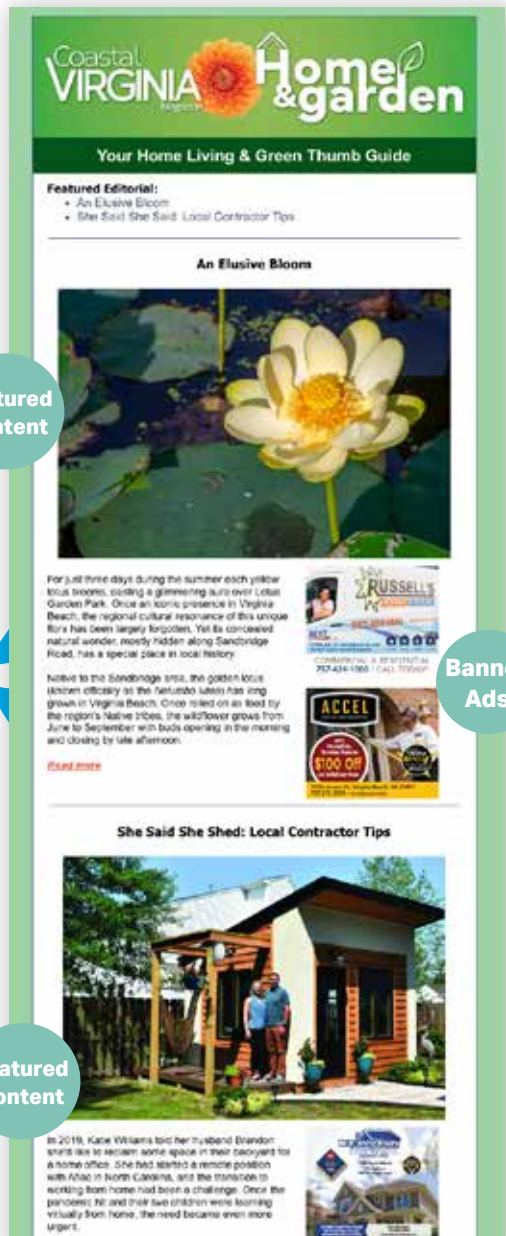 Coastal
VIRGINIA
Magazine
Home
&garden
Your Home Living & Green Thumb Guide
Featured Editorial:
An Elusive Bloom
She Said She Shed: Local Contractor Tips
An Elusive Bloom
tured
ntent
For just three days during the summer each yellow
lotus blooms, casting a glimmering aura over Lotus
Garden Park. Once an iconic presence in Virginia
Beach, the regional cultural resonance of this unique
flora has been largely forgotten. Yet its concealed
natural wonder, mostly hidden along Sandbridge
Road, has a special place in local history.
Native to the Sandbridge area, the golden lotus
(known officially as the Nelumbo lutea) has long
grown in Virginia Beach. Once relied on as food by
the region's Native tribes, the wildflower grows from
June to September with buds opening in the morning
and closing by late afternoon.
Read more
RUSSELL'S
COMMERCIAL & RESIDENTIAL
CALL TODAY!
Banne
Ads
ACCEL
$100 Off
She Said She Shed: Local Contractor Tips
atured
ontent
In 2019, Katie Williams told her husband Brandon
she'd like to reclaim some space in their backyard for
a home office. She had started a remote position
with in North Carolina, and the transition to
working from home had been a challenge. Once the
pandemic hit and their two children were learning
virtually from home, the need became even more
urgent.